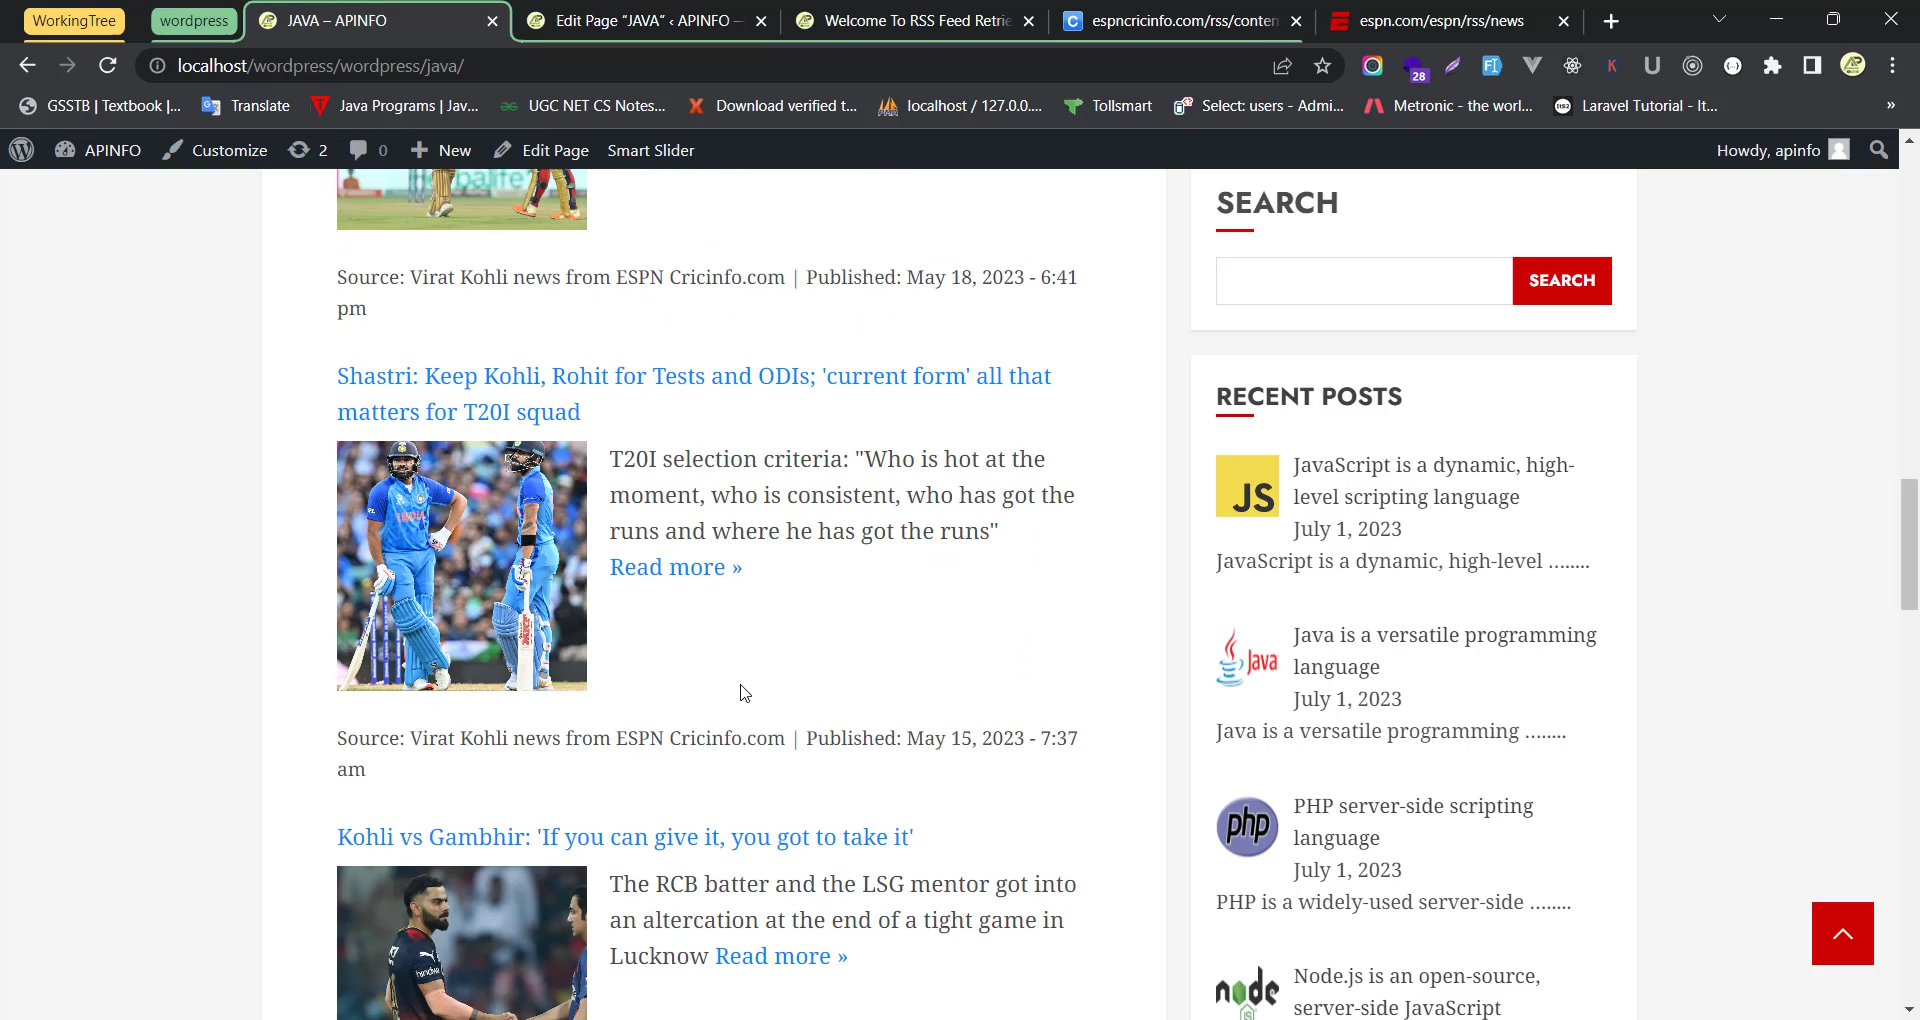 WorkingTree
wordpress
JAVA – APINFO
Edit Page “JAVA” ‹ APINFO —
Welcome To RSS Feed Retrie
espncricinfo.com/rss/conten
espn.com/espn/rss/news
localhost/wordpress/wordpress/java/
28
GSSTB | Textbook |...
Translate
Java Programs | Jav...
UGC NET CS Notes...
Download verified t...
localhost / 127.0.0....
Tollsmart
Select: users - Admi...
Metronic - the worl...
Laravel Tutorial - It...
»
APINFO
Customize
2
0
New
Edit Page
Smart Slider
Howdy, apinfo
Source: Virat Kohli news from ESPN Cricinfo.com | Published: May 18, 2023 - 6:41
pm
Shastri: Keep Kohli, Rohit for Tests and ODIs; 'current form' all that
matters for T20I squad
INDIA
T20I selection criteria: "Who is hot at the
moment, who is consistent, who has got the
runs and where he has got the runs"
Read more »
Source: Virat Kohli news from ESPN Cricinfo.com | Published: May 15, 2023 - 7:37
am
Kohli vs Gambhir: 'If you can give it, you got to take it'
The RCB batter and the LSG mentor got into
an altercation at the end of a tight game in
Lucknow Read more »
SEARCH
SEARCH
RECENT POSTS
JS
JavaScript is a dynamic, high-
level scripting language
July 1, 2023
JavaScript is a dynamic, high-level ........
Java
Java is a versatile programming
language
July 1, 2023
Java is a versatile programming ........
php
PHP server-side scripting
language
July 1, 2023
PHP is a widely-used server-side ........
node
JS
Node.js is an open-source,
server-side JavaScript